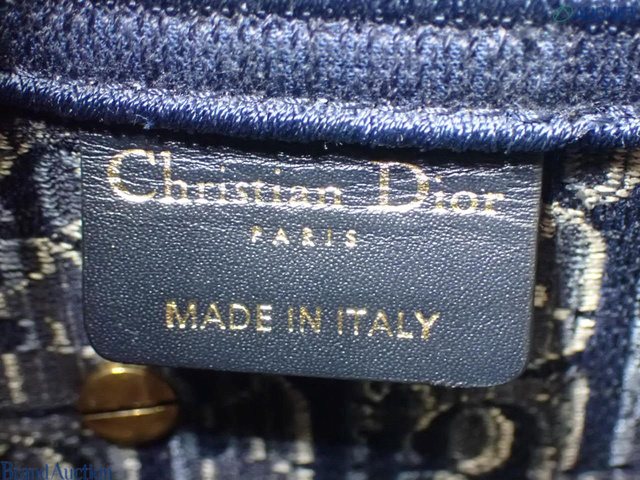 Christian Dior
PARIS
MADE IN ITALY
Brand Auction